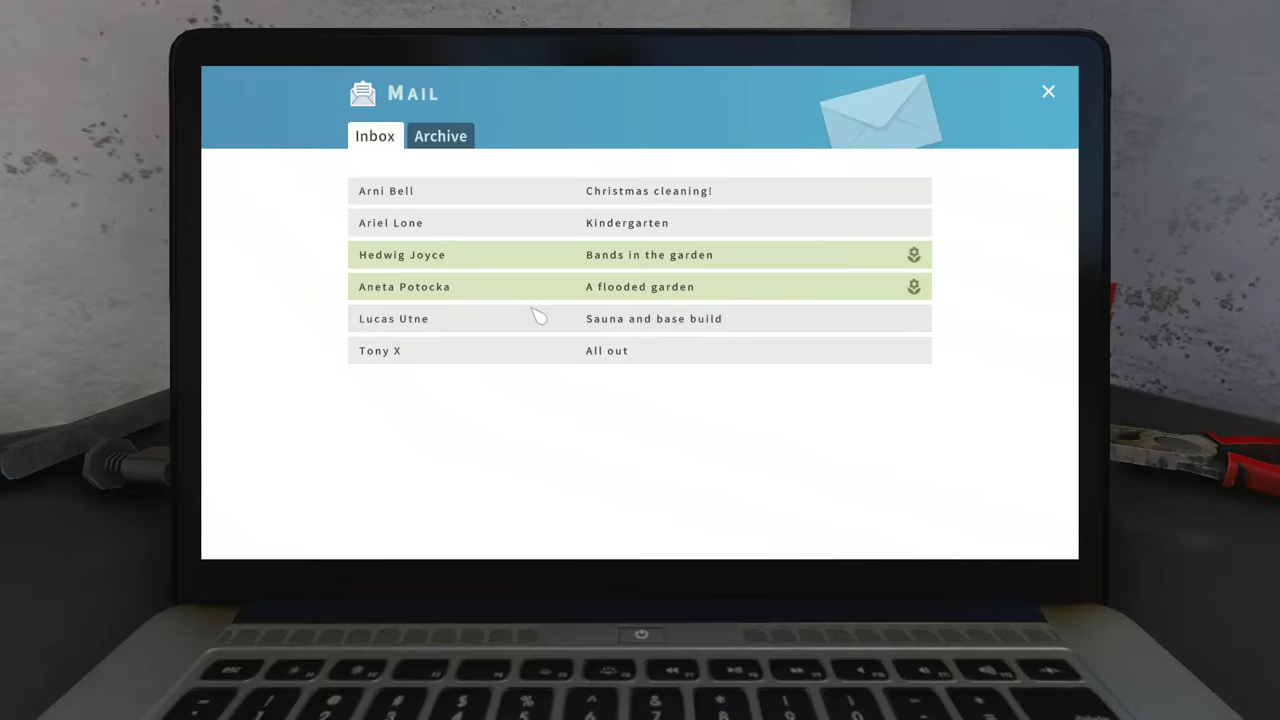 MAIL
Inbox Archive
Arni Bell Christmas cleaning!
Ariel Lone Kindergarten
Hedwig Joyce Bands in the garden
Aneta Potocka A flooded garden
Lucas Utne Sauna and base build
Tony X All out
esc